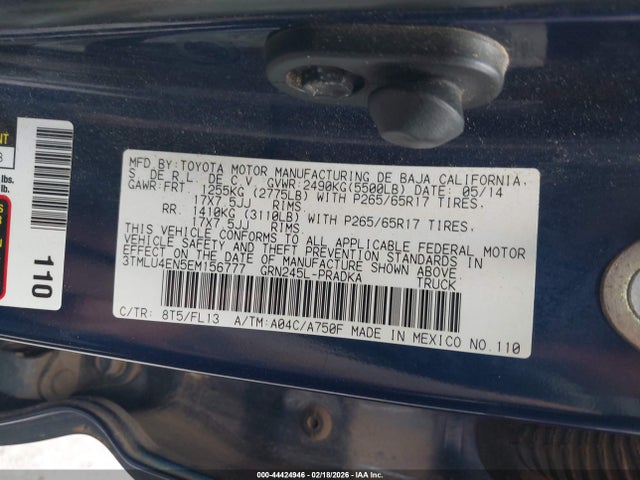 MFD.BY:TOYOTA MOTOR MANUFACTURING DE BAJA CALIFORNIA,
S. DE R.L. DE C.V. GVWR:2490KG(5500LB) DATE: 05/14
GAWR:FRT. 1255KG (2775LB) WITH P265/65R17 TIRES,
17X7.5JJ RIMS
RR. 1410KG (3110LB) WITH P265/65R17 TIRES,
17X7.5JJ RIMS
THIS VEHICLE CONFORMS TO ALL APPLICABLE FEDERAL MOTOR
VEHICLE SAFETY AND THEFT PREVENTION STANDARDS IN
EFFECT ON THE DATE OF MANUFACTURE SHOWN ABOVE.
3TMLU4EN5EM156777 GRN245L-PRADKA TRUCK
C/TR: 8T5/FL13 A/TM:A04C/A750F MADE IN MEXICO NO.110
110
lbs.
000-44424946 - 02/18/2026 - © IAA Holdings, LLC